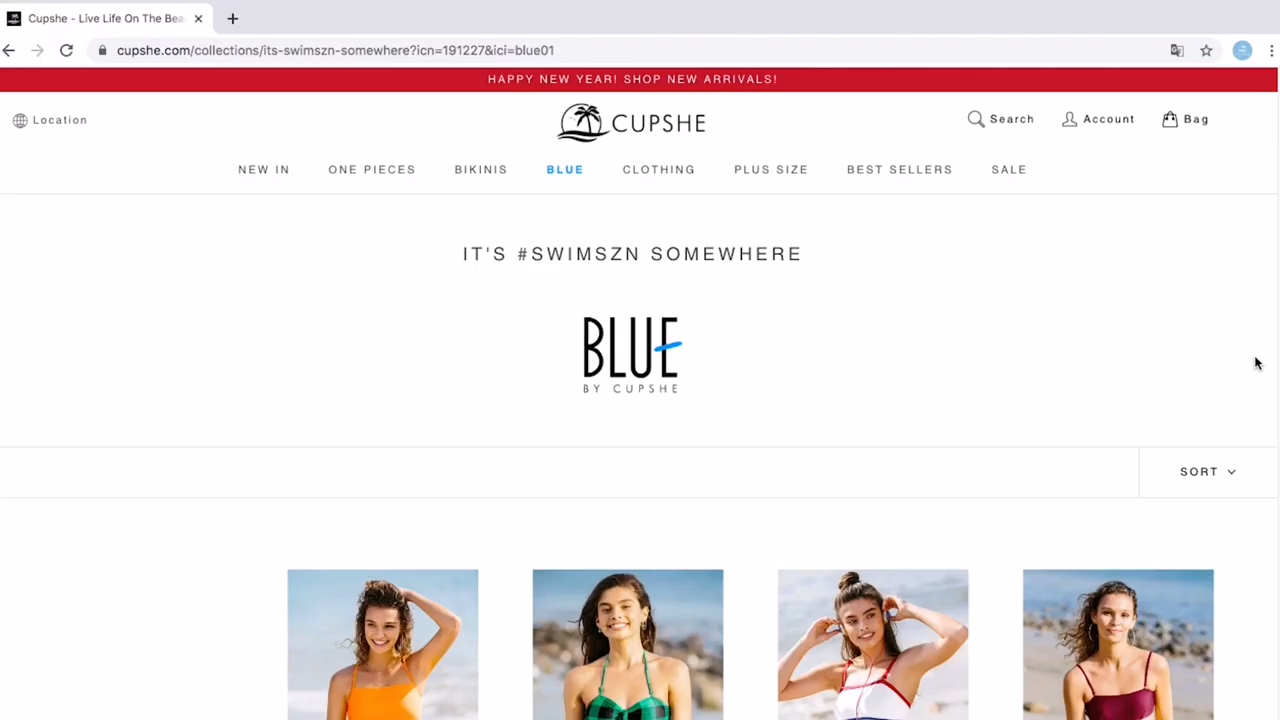 Cupshe - Live Life On The Bea
cupshe.com/collections/its-swimszn-somewhere?icn=191227&ici=blue01
HAPPY NEW YEAR! SHOP NEW ARRIVALS!
Location
CUPSHE
Search
Account
Bag
NEW IN
ONE PIECES
BIKINIS
BLUE
CLOTHING
PLUS SIZE
BEST SELLERS
SALE
IT'S #SWIMSZN SOMEWHERE
BLUE
BY CUPSHE
SORT